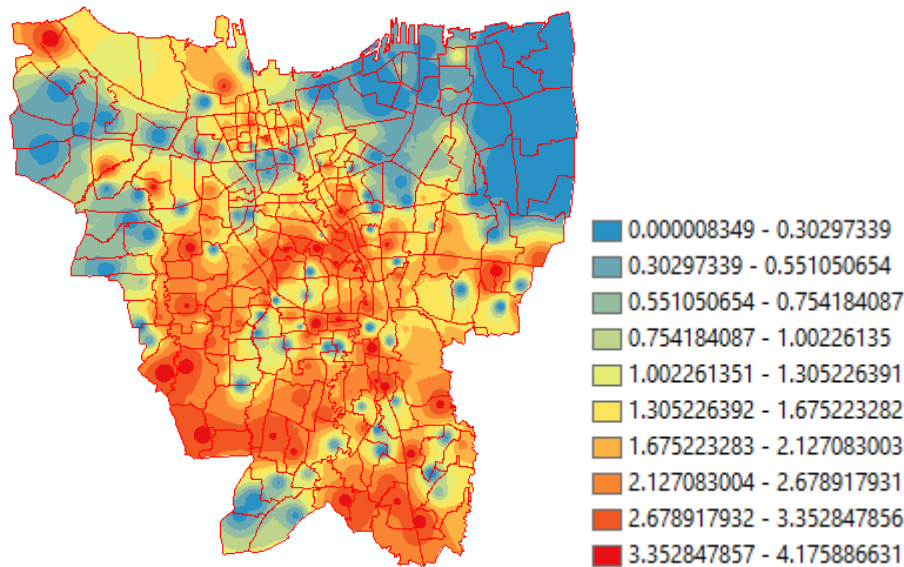 0.000008349 - 0.30297339
0.30297339 - 0.551050654
0.551050654 - 0.754184087
0.754184087 - 1.00226135
1.002261351 - 1.305226391
1.305226392 - 1.675223282
1.675223283 - 2.127083003
2.127083004 - 2.678917931
2.678917932 - 3.352847856
3.352847857 - 4.175886631